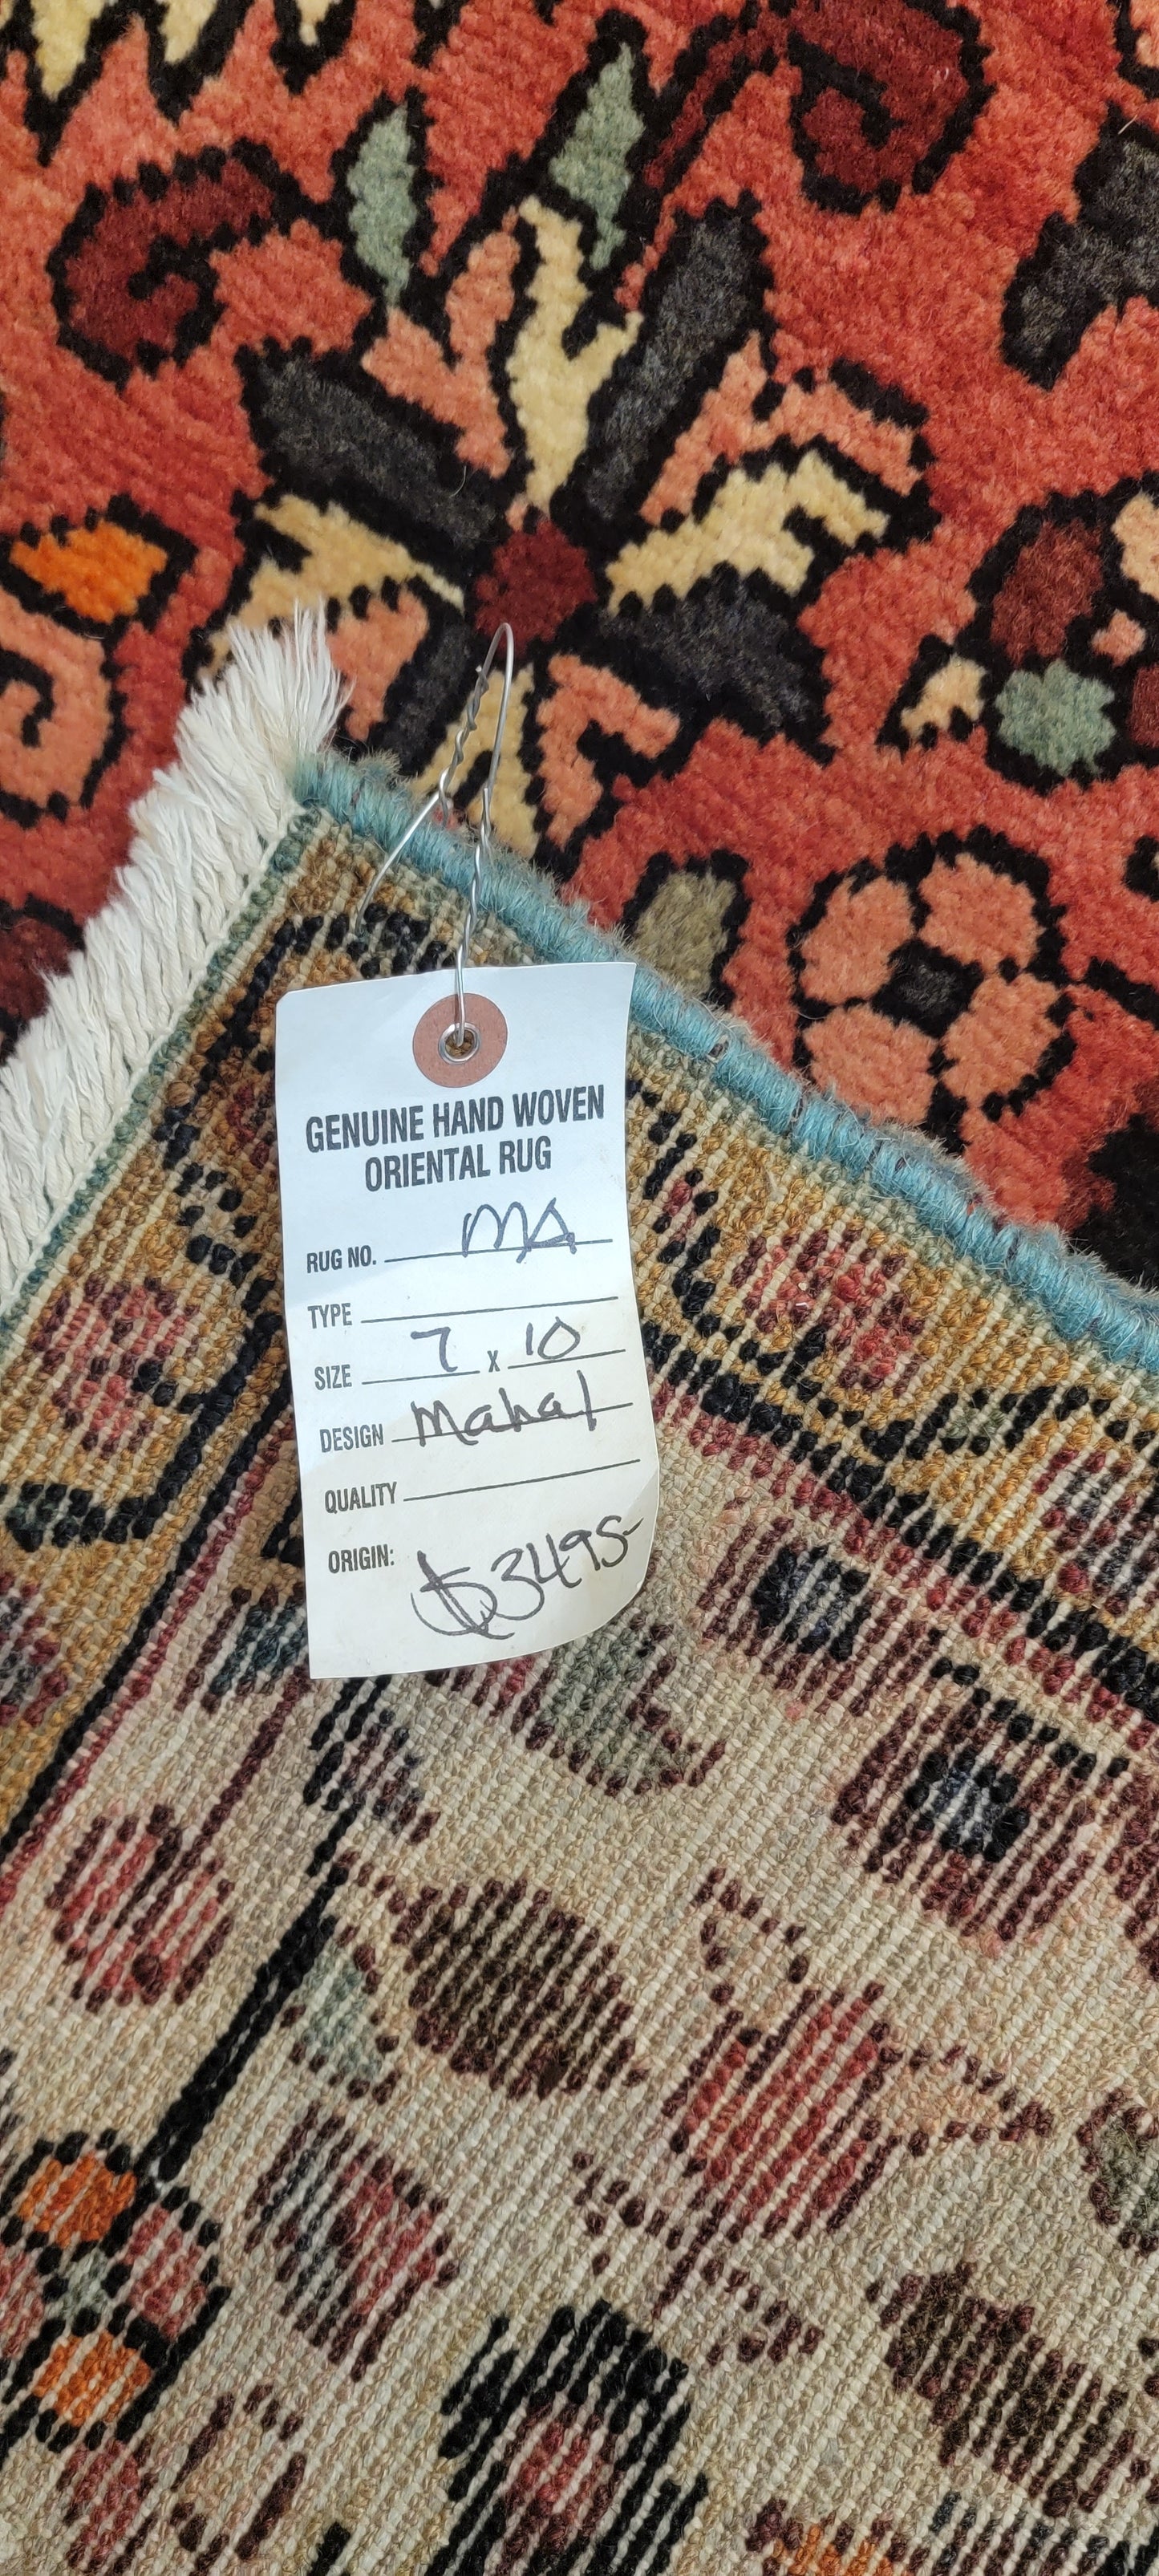 GENUINE HAND WOVEN
ORIENTAL RUG
RUG NO. MA
TYPE
SIZE 7 x 10
DESIGN Mahal
QUALITY
ORIGIN: $3495-